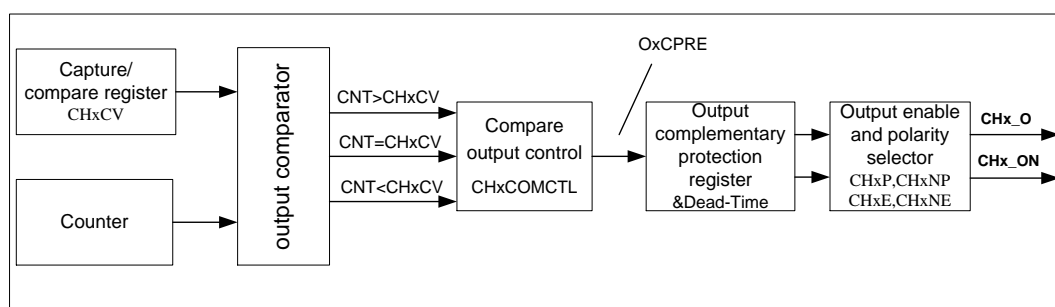 OxCPRE
Capture/
compare register
CHxCV
Counter
output comparator
CNT>CHxCV
CNT=CHxCV
CNT<CHxCV
Compare
output control
CHxCOMCTL
Output
complementary
protection
register
&Dead-Time
Output enable
and polarity
selector
CHxP,CHxNP
CHxE,CHxNE
CHx_O
CHx_ON